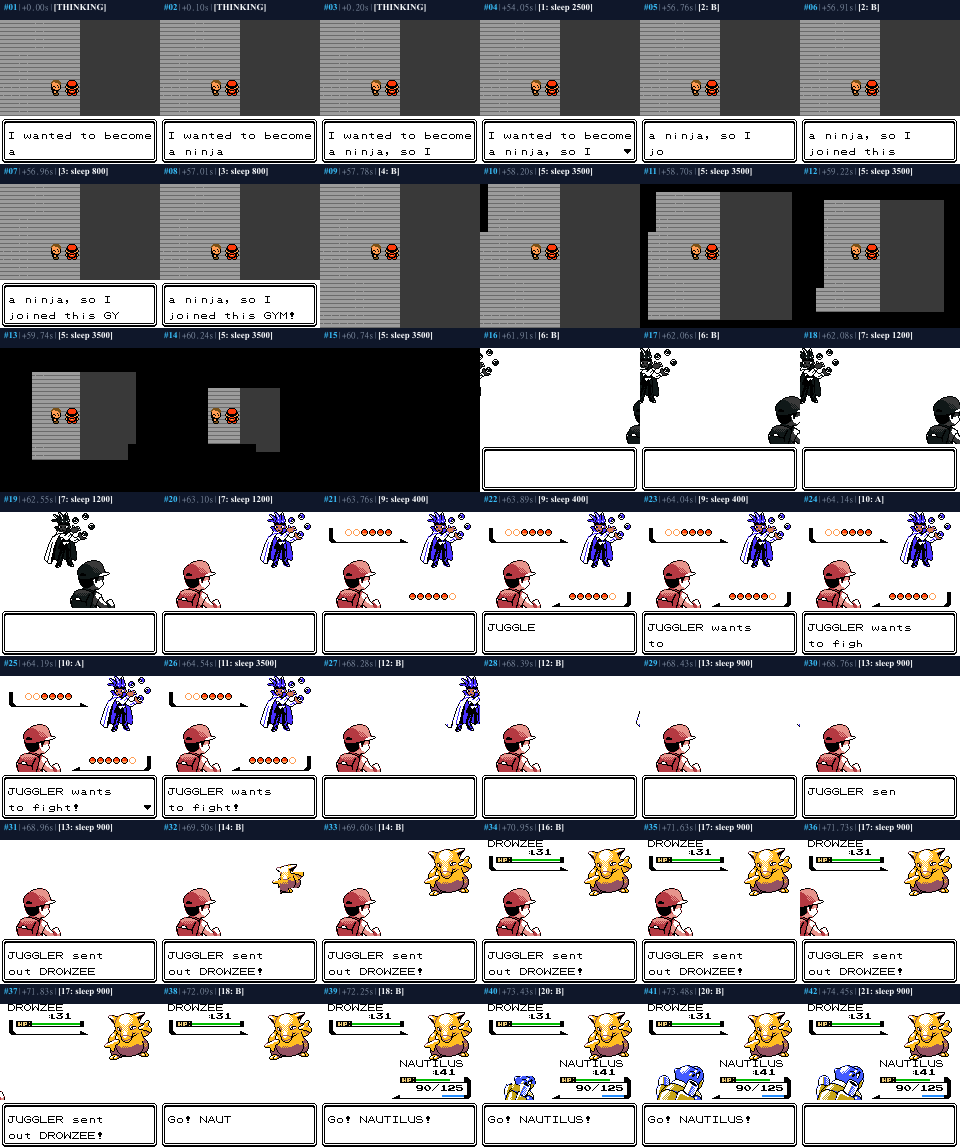 #01|+0.00s|[THINKING]
#02|+0.10s|[THINKING]
#03|+0.20s|[THINKING]
#04|+54.05s|[1: sleep 2500]
#05|+56.76s|[2: B]
#06|+56.91s|[2: B]
I wanted to become
a
I wanted to become
a ninja
I wanted to become
a ninja, so I
I wanted to become
a ninja, so I
a ninja, so I
jo
a ninja, so I
joined this
#07|+56.96s|[3: sleep 800]
#08|+57.01s|[3: sleep 800]
#09|+57.78s|[4: B]
#10|+58.20s|[5: sleep 3500]
#11|+58.70s|[5: sleep 3500]
#12|+59.22s|[5: sleep 3500]
a ninja, so I
joined this GY
a ninja, so I
joined this GYM!
#13|+59.74s|[5: sleep 3500]
#14|+60.24s|[5: sleep 3500]
#15|+60.74s|[5: sleep 3500]
#16|+61.91s|[6: B]
#17|+62.06s|[6: B]
#18|+62.08s|[7: sleep 1200]
#19|+62.55s|[7: sleep 1200]
#20|+63.10s|[7: sleep 1200]
#21|+63.76s|[9: sleep 400]
#22|+63.89s|[9: sleep 400]
#23|+64.04s|[9: sleep 400]
#24|+64.14s|[10: A]
JUGGLE
JUGGLER wants
to
JUGGLER wants
to figh
#25|+64.19s|[10: A]
#26|+64.54s|[11: sleep 3500]
#27|+68.28s|[12: B]
#28|+68.39s|[12: B]
#29|+68.43s|[13: sleep 900]
#30|+68.76s|[13: sleep 900]
JUGGLER wants
to fight!
JUGGLER wants
to fight!
JUGGLER sen
#31|+68.96s|[13: sleep 900]
#32|+69.50s|[14: B]
#33|+69.60s|[14: B]
#34|+70.95s|[16: B]
#35|+71.63s|[17: sleep 900]
#36|+71.73s|[17: sleep 900]
DROWZEE
:L31
HP:
DROWZEE
:L31
HP:
DROWZEE
:L31
HP:
JUGGLER sent
out DROWZEE
JUGGLER sent
out DROWZEE!
JUGGLER sent
out DROWZEE!
JUGGLER sent
out DROWZEE!
JUGGLER sent
out DROWZEE!
JUGGLER sent
out DROWZEE!
#37|+71.83s|[17: sleep 900]
#38|+72.09s|[18: B]
#39|+72.25s|[18: B]
#40|+73.43s|[20: B]
#41|+73.48s|[20: B]
#42|+74.45s|[21: sleep 900]
DROWZEE
:L31
HP:
DROWZEE
:L31
HP:
DROWZEE
:L31
HP:
DROWZEE
:L31
HP:
DROWZEE
:L31
HP:
DROWZEE
:L31
HP:
NAUTILUS
:L41
HP:
90/125
NAUTILUS
:L41
HP:
90/125
NAUTILUS
:L41
HP:
90/125
NAUTILUS
:L41
HP:
90/125
JUGGLER sent
out DROWZEE!
Go! NAUT
Go! NAUTILUS!
Go! NAUTILUS!
Go! NAUTILUS!